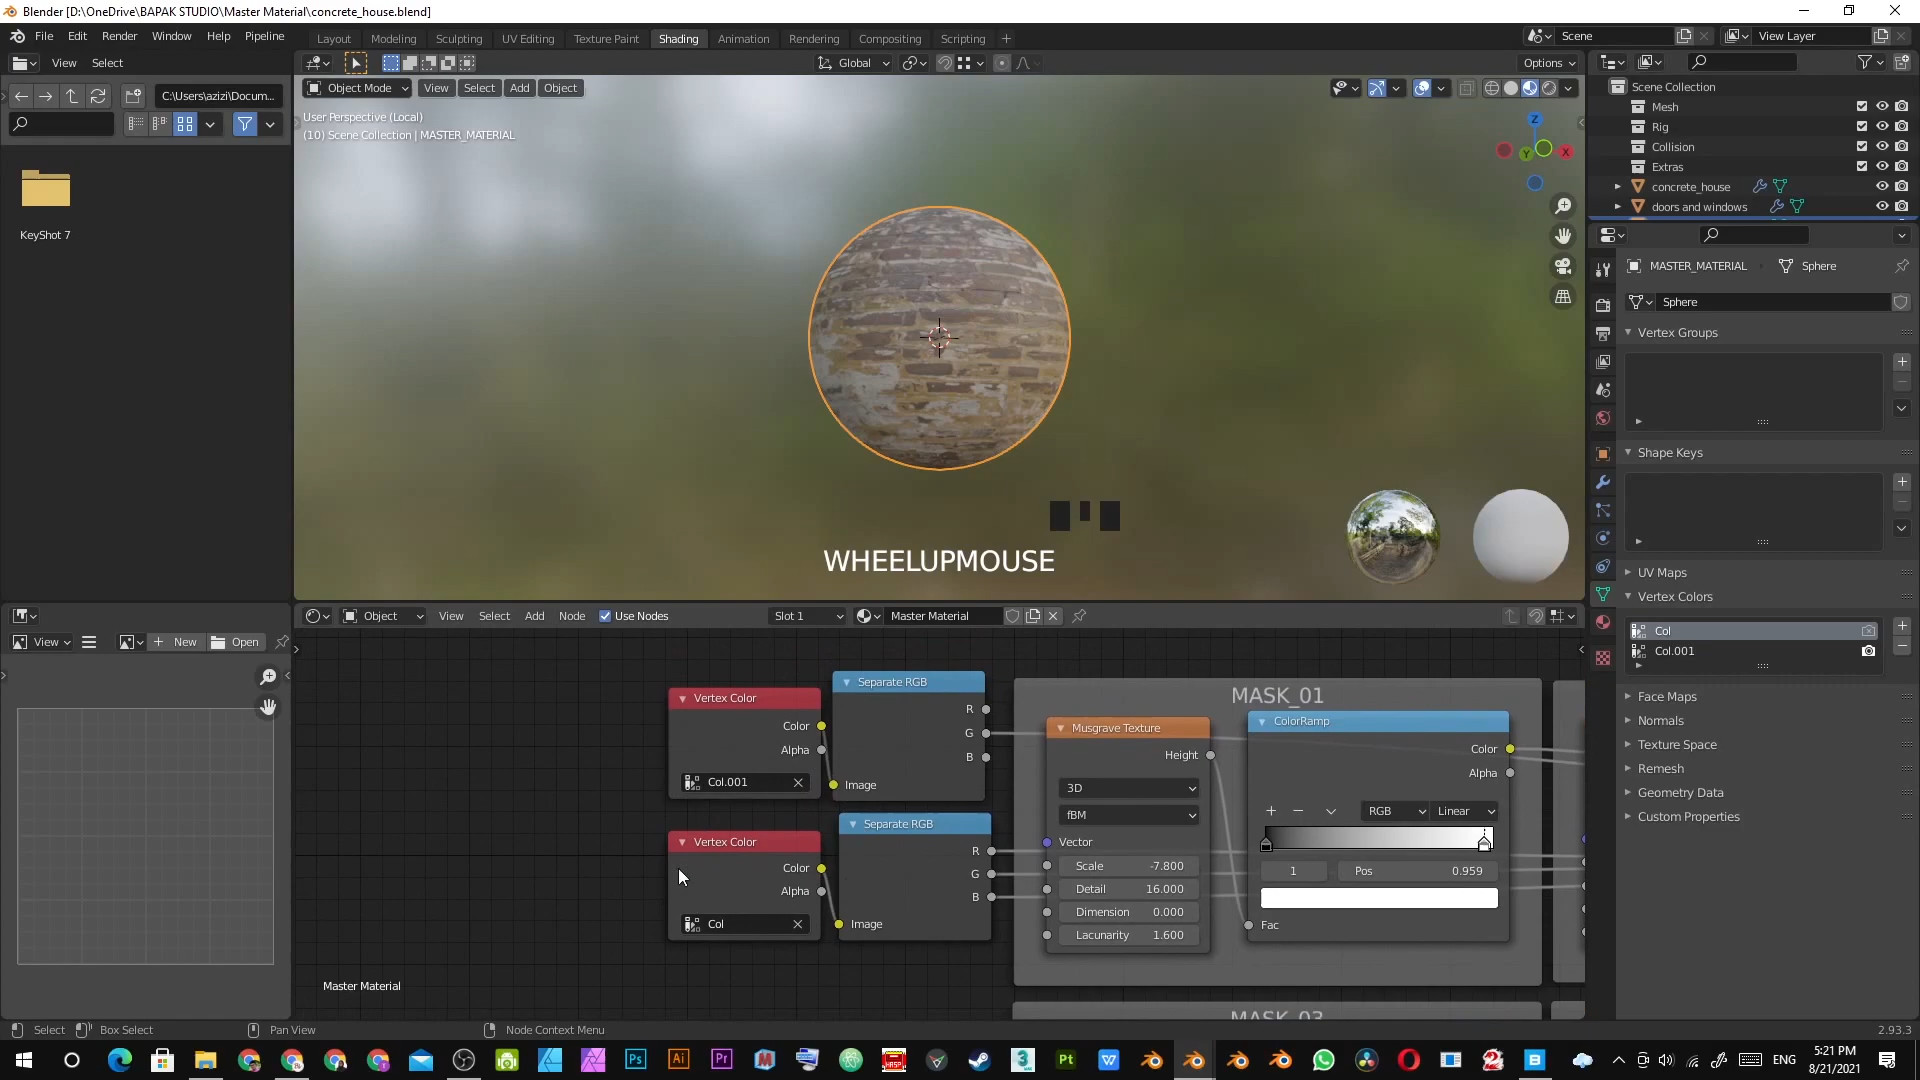 Blender [D:\OneDrive\BAPAK STUDIO\Master Material\concrete_house.blend]
File Edit Render Window Help Pipeline
Layout Modeling Sculpting UV Editing Texture Paint Shading Animation Rendering Compositing Scripting
Scene View Layer
View Select
Global Options
C:\Users\azizi\Docum...
Object Mode View Select Add Object
User Perspective (Local)
(10) Scene Collection | MASTER_MATERIAL
KeyShot 7
Z
X
Y
Scene Collection
Mesh
Rig
Collision
Extras
concrete_house
doors and windows
MASTER_MATERIAL Sphere
Sphere
Vertex Groups
Shape Keys
UV Maps
Vertex Colors
Col
Col.001
Face Maps
Normals
Texture Space
Remesh
Geometry Data
Custom Properties
WHEELUPMOUSE
View New Open
Object View Select Add Node Use Nodes Slot 1 Master Material
Vertex Color
Color
Alpha
Col.001
Separate RGB
R
G
B
Image
Vertex Color
Color
Alpha
Col
Separate RGB
R
G
B
Image
MASK_01
Musgrave Texture
Height
3D
fBM
Vector
Scale -7.800
Detail 16.000
Dimension 0.000
Lacunarity 1.600
ColorRamp
Color
Alpha
RGB Linear
1 Pos 0.959
Fac
MASK_03
Master Material
Select Box Select Pan View Node Context Menu 2.93.3
Ps Ai Pr Pt
ENG
5:21 PM
8/21/2021